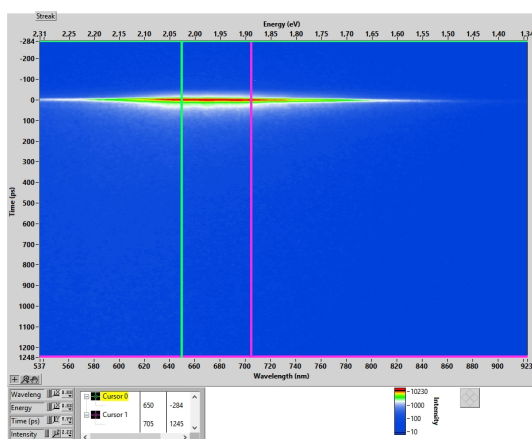 Streak
Energy (eV)
2.31 2.25 2.20 2.15 2.10 2.05 2.00 1.95 1.90 1.85 1.80 1.75 1.70 1.65 1.60 1.55 1.50 1.45 1.40 1.34
-284
-200
-100
0
100
200
300
400
500
600
700
800
900
1000
1100
1200
1248
Time (ps)
537 560 580 600 620 640 660 680 700 720 740 760 780 800 820 840 860 880 900 923
Wavelength (nm)
Waveleng
Energy
Time (ps)
Intensity
Cursor 0 650 -284
Cursor 1 705 1245
10230
1000
100
10
Intensity